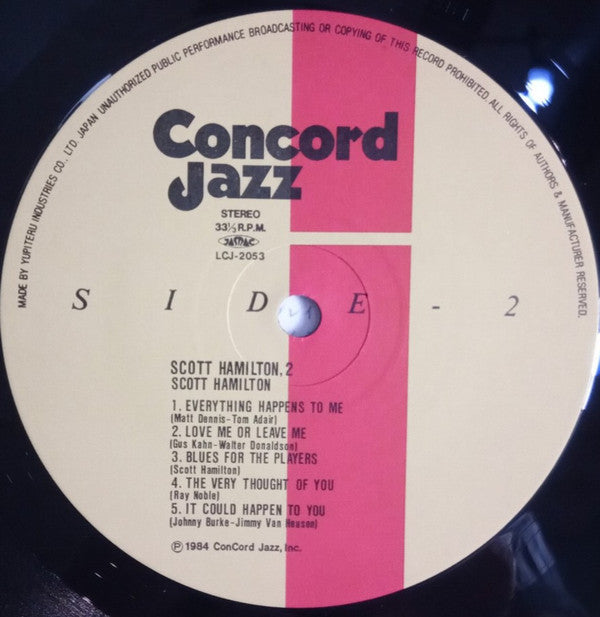 MADE BY YUPITERU INDUSTRIES CO., LTD. JAPAN UNAUTHORIZED PUBLIC PERFORMANCE BROADCASTING OR COPYING OF THIS RECORD PROHIBITED. ALL RIGHTS OF AUTHORS & MANUFACTURER RESERVED.
Concord
Jazz
STEREO
33⅓ R.P.M.
JASRAC
LCJ-2053
SIDE-2
SCOTT HAMILTON, 2
SCOTT HAMILTON
1. EVERYTHING HAPPENS TO ME
(Matt Dennis-Tom Adair)
2. LOVE ME OR LEAVE ME
(Gus Kahn-Walter Donaldson)
3. BLUES FOR THE PLAYERS
(Scott Hamilton)
4. THE VERY THOUGHT OF YOU
(Ray Noble)
5. IT COULD HAPPEN TO YOU
(Johnny Burke-Jimmy Van Heusen)
Ⓟ 1984 ConCord Jazz, Inc.